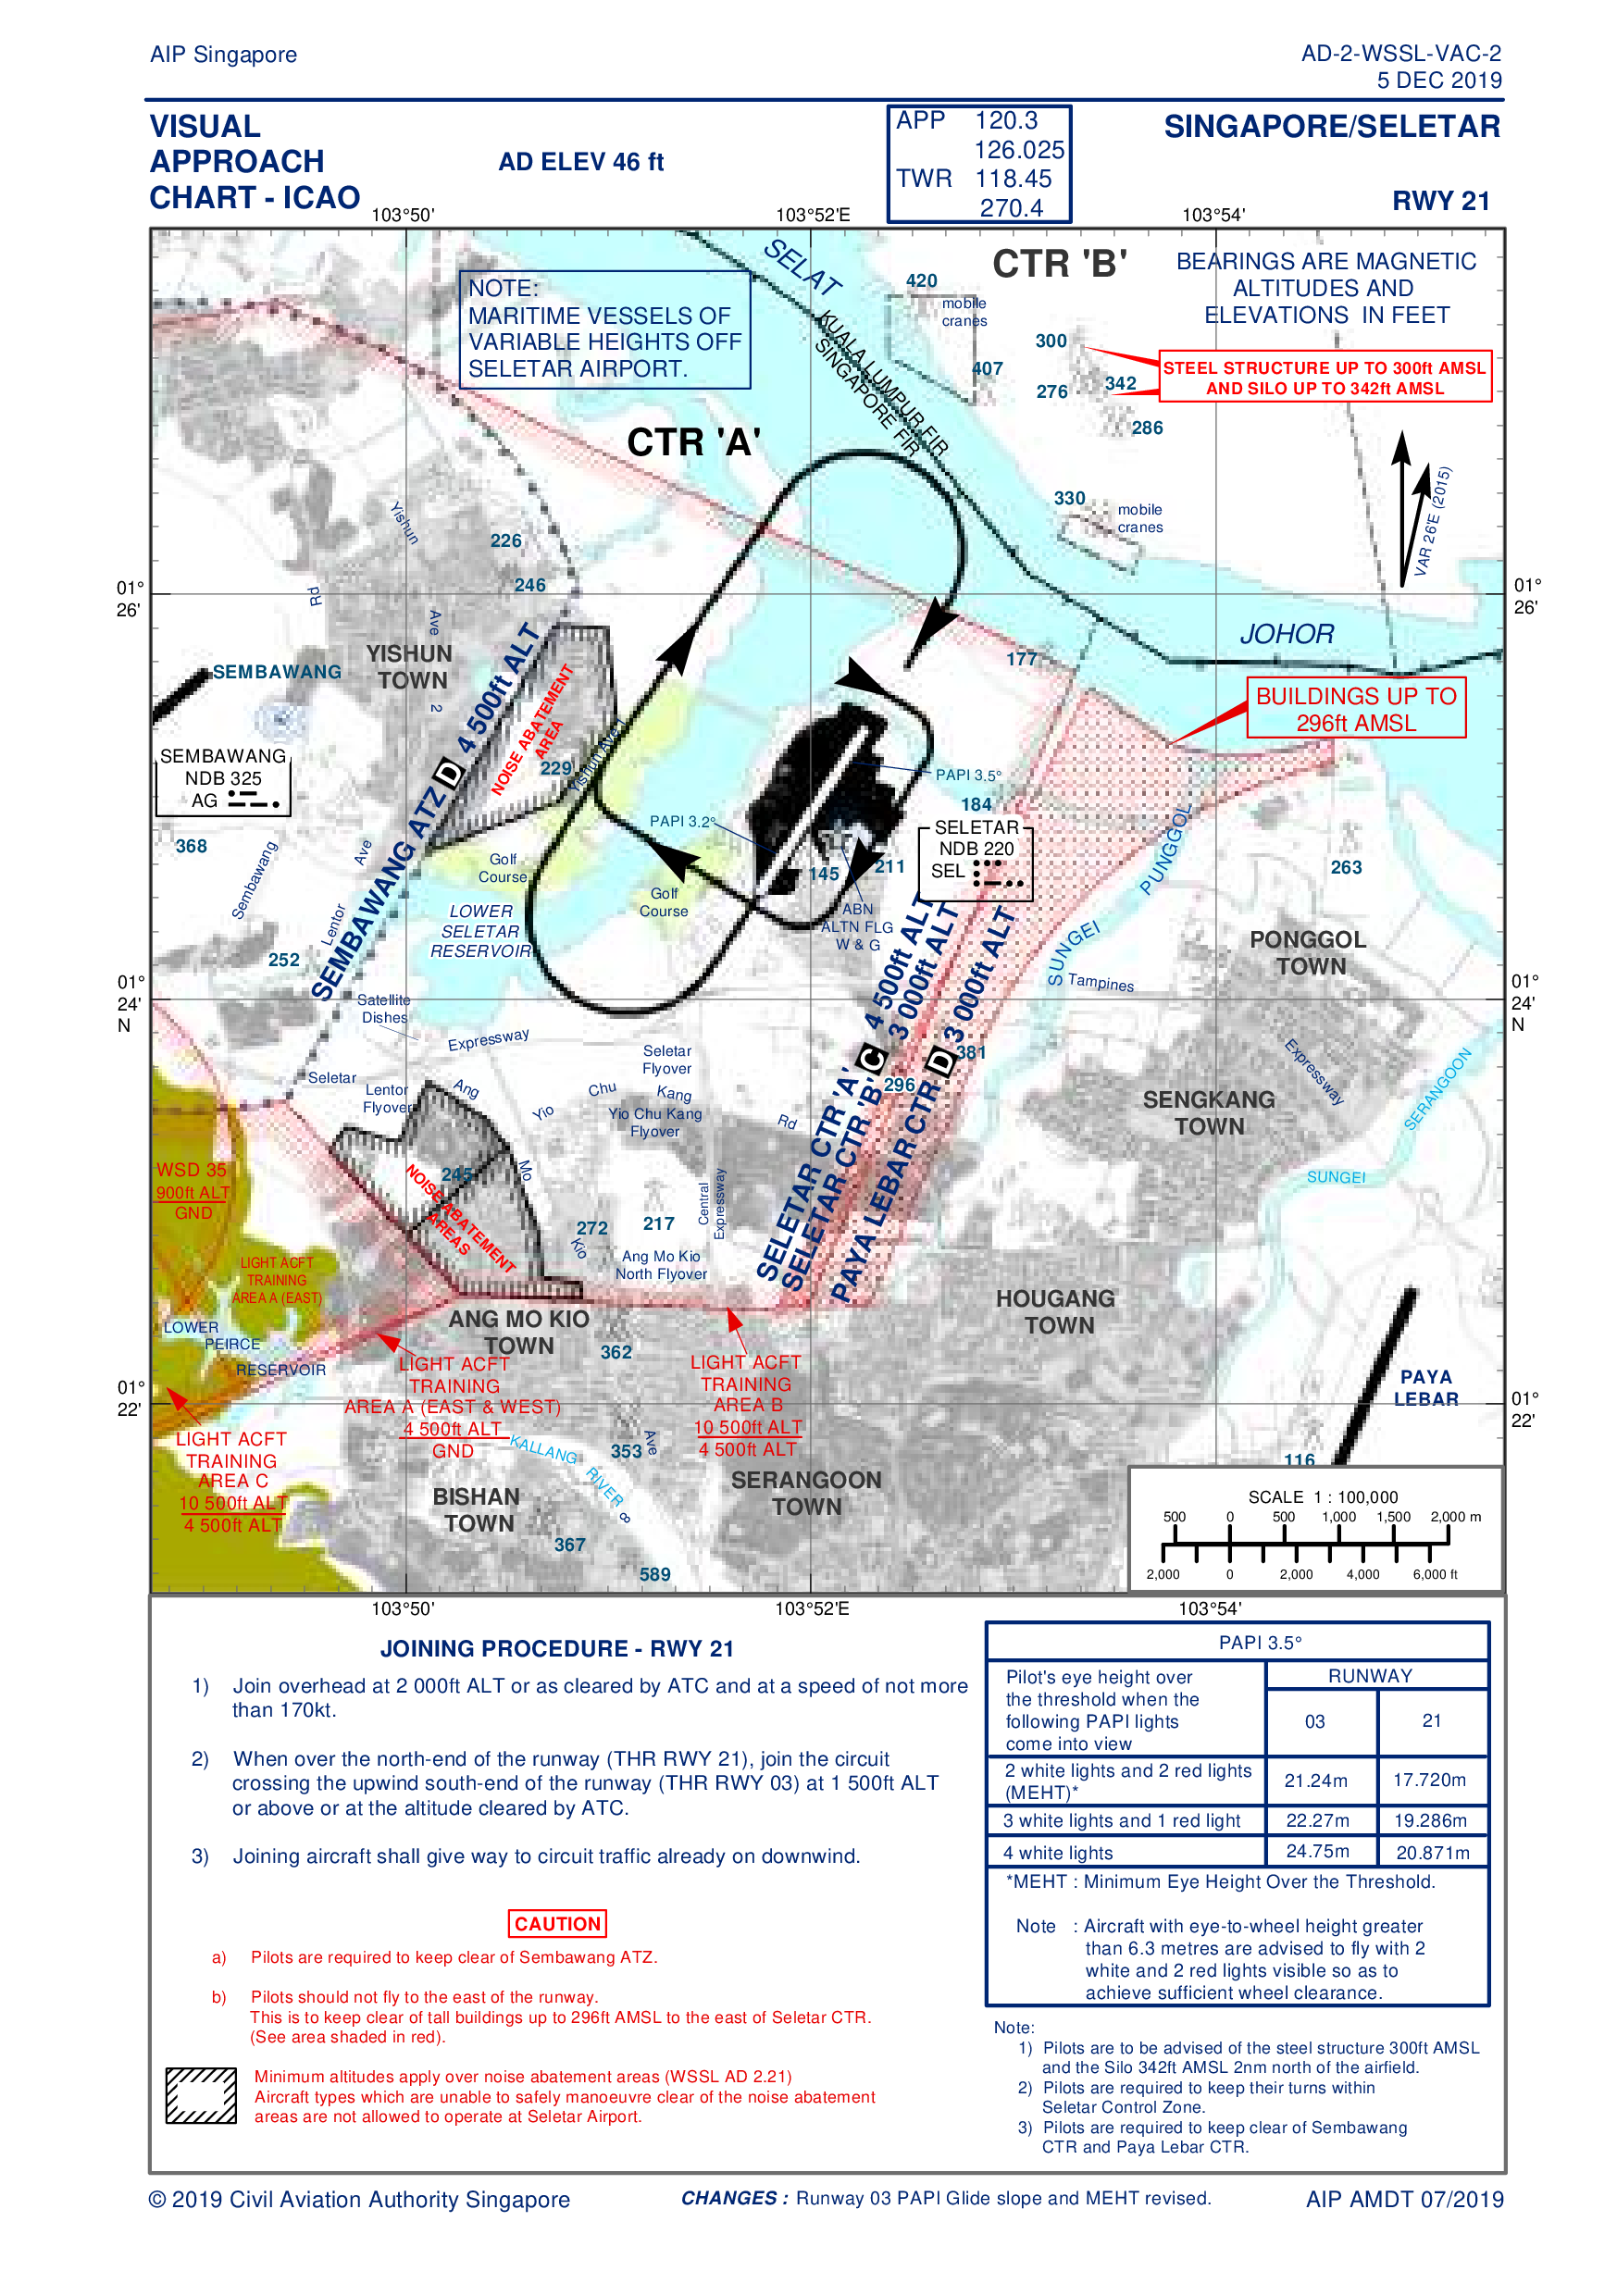 AIP Singapore
AD-2-WSSL-VAC-2
5 DEC 2019
VISUAL
APPROACH
CHART - ICAO
AD ELEV 46 ft
APP 120.3
126.025
TWR 118.45
270.4
SINGAPORE/SELETAR
RWY 21
103°50'
103°52'E
103°54'
NOTE:
MARITIME VESSELS OF
VARIABLE HEIGHTS OFF
SELETAR AIRPORT.
SELAT
KUALA LUMPUR FIR
SINGAPORE FIR
CTR 'B'
BEARINGS ARE MAGNETIC
ALTITUDES AND
ELEVATIONS IN FEET
420
mobile
cranes
407
300
276
342
286
STEEL STRUCTURE UP TO 300ft AMSL
AND SILO UP TO 342ft AMSL
CTR 'A'
330
mobile
cranes
VAR 26'E (2015)
Yishun
226
246
Rd
Ave
2
01°
26'
01°
26'
YISHUN
TOWN
SEMBAWANG
SEMBAWANG
NDB 325
AG
SEMBAWANG ATZ D 4 500ft ALT
NOISE ABATEMENT
AREA
229
Yishun Ave 1
JOHOR
177
BUILDINGS UP TO
296ft AMSL
PAPI 3.5°
PAPI 3.2°
184
SELETAR
NDB 220
SEL
145
211
ABN
ALTN FLG
W & G
368
Sembawang
Ave
Lentor
252
Golf
Course
Golf
Course
LOWER
SELETAR
RESERVOIR
SUNGEI
PUNGGOL
263
PONGGOL
TOWN
Tampines
Expressway
01°
24'
N
01°
24'
N
Satellite
Dishes
Expressway
Seletar
Seletar
Flyover
Lentor
Flyover
Ang
Mo
Kio
Yio
Chu
Kang
Rd
Yio Chu Kang
Flyover
SELETAR CTR 'A' 4 500ft ALT
SELETAR CTR 'B' C 3 000ft ALT
PAYA LEBAR CTR D 3 000ft ALT
381
296
SENGKANG
TOWN
SERANGOON
SUNGEI
WSD 35
900ft ALT
GND
245
NOISE ABATEMENT
AREAS
272
217
Central
Expressway
Ang Mo Kio
North Flyover
LIGHT ACFT
TRAINING
AREA A (EAST)
LOWER
PEIRCE
RESERVOIR
ANG MO KIO
TOWN
HOUGANG
TOWN
362
LIGHT ACFT
TRAINING
AREA A (EAST & WEST)
4 500ft ALT
GND
LIGHT ACFT
TRAINING
AREA B
10 500ft ALT
4 500ft ALT
PAYA
LEBAR
01°
22'
01°
22'
LIGHT ACFT
TRAINING
AREA C
10 500ft ALT
4 500ft ALT
KALLANG
RIVER
353
Ave
8
116
BISHAN
TOWN
SERANGOON
TOWN
367
589
SCALE 1 : 100,000
500 0 500 1,000 1,500 2,000 m
2,000 0 2,000 4,000 6,000 ft
103°50'
103°52'E
103°54'
JOINING PROCEDURE - RWY 21
1) Join overhead at 2 000ft ALT or as cleared by ATC and at a speed of not more
than 170kt.
2) When over the north-end of the runway (THR RWY 21), join the circuit
crossing the upwind south-end of the runway (THR RWY 03) at 1 500ft ALT
or above or at the altitude cleared by ATC.
3) Joining aircraft shall give way to circuit traffic already on downwind.
CAUTION
a) Pilots are required to keep clear of Sembawang ATZ.
b) Pilots should not fly to the east of the runway.
This is to keep clear of tall buildings up to 296ft AMSL to the east of Seletar CTR.
(See area shaded in red).
Minimum altitudes apply over noise abatement areas (WSSL AD 2.21)
Aircraft types which are unable to safely manoeuvre clear of the noise abatement
areas are not allowed to operate at Seletar Airport.
PAPI 3.5°
Pilot's eye height over
the threshold when the
following PAPI lights
come into view
RUNWAY
03 21
2 white lights and 2 red lights
(MEHT)*
21.24m 17.720m
3 white lights and 1 red light 22.27m 19.286m
4 white lights 24.75m 20.871m
*MEHT : Minimum Eye Height Over the Threshold.
Note : Aircraft with eye-to-wheel height greater
than 6.3 metres are advised to fly with 2
white and 2 red lights visible so as to
achieve sufficient wheel clearance.
Note:
1) Pilots are to be advised of the steel structure 300ft AMSL
and the Silo 342ft AMSL 2nm north of the airfield.
2) Pilots are required to keep their turns within
Seletar Control Zone.
3) Pilots are required to keep clear of Sembawang
CTR and Paya Lebar CTR.
© 2019 Civil Aviation Authority Singapore
CHANGES : Runway 03 PAPI Glide slope and MEHT revised.
AIP AMDT 07/2019